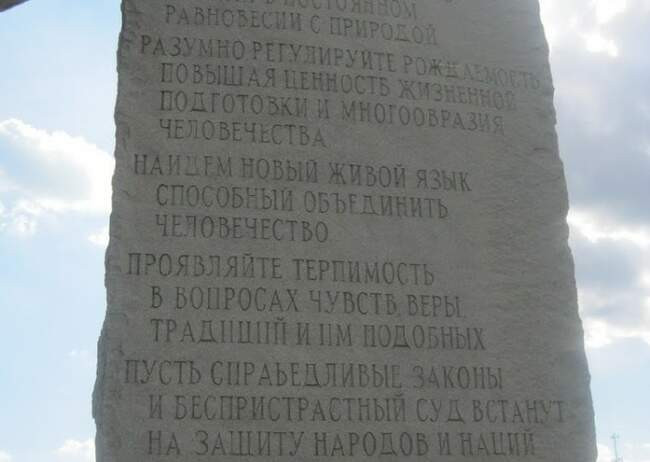 В ПОСТОЯННОМ
РАВНОВЕСИИ С ПРИРОДОЙ
РАЗУМНО РЕГУЛИРУЙТЕ РОЖДАЕМОСТЬ
ПОВЫШАЯ ЦЕННОСТЬ ЖИЗНЕННОЙ
ПОДГОТОВКИ И МНОГООБРАЗИЯ
ЧЕЛОВЕЧЕСТВА
НАЙДЕМ НОВЫЙ ЖИВОЙ ЯЗЫК
СПОСОБНЫЙ ОБЪЕДИНИТЬ
ЧЕЛОВЕЧЕСТВО
ПРОЯВЛЯЙТЕ ТЕРПИМОСТЬ
В ВОПРОСАХ ЧУВСТВ, ВЕРЫ,
ТРАДИЦИЙ И ИМ ПОДОБНЫХ
ПУСТЬ СПРАВЕДЛИВЫЕ ЗАКОНЫ
И БЕСПРИСТРАСТНЫЙ СУД ВСТАНУТ
НА ЗАЩИТУ НАРОДОВ И НАЦИЙ